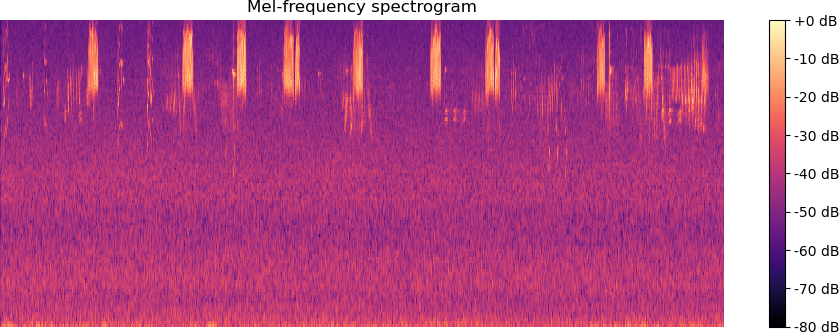 Mel-frequency spectrogram
+0 dB
-10 dB
-20 dB
-30 dB
-40 dB
-50 dB
-60 dB
-70 dB
-80 dB